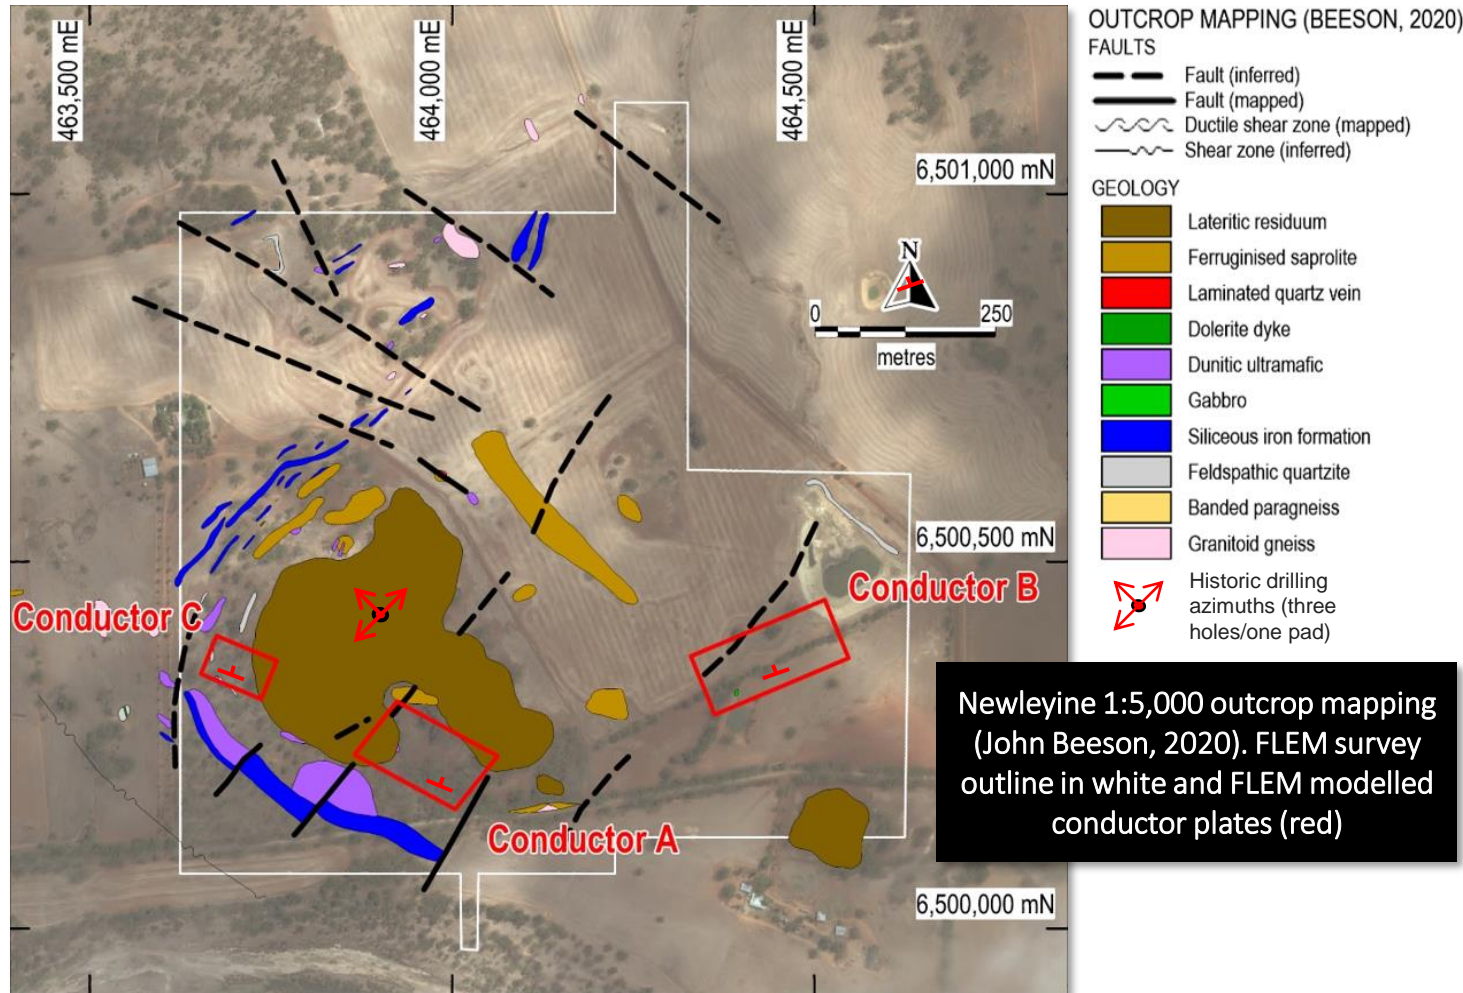 463,500 mE
464,000 mE
464,500 mE
6,501,000 mN
N
0
250
metres
6,500,500 mN
Conductor B
Conductor C
Conductor A
6,500,000 mN
OUTCROP MAPPING (BEESON, 2020)
FAULTS
Fault (inferred)
Fault (mapped)
Ductile shear zone (mapped)
Shear zone (inferred)
GEOLOGY
Lateritic residuum
Ferruginised saprolite
Laminated quartz vein
Dolerite dyke
Dunitic ultramafic
Gabbro
Siliceous iron formation
Feldspathic quartzite
Banded paragneiss
Granitoid gneiss
Historic drilling
azimuths (three
holes/one pad)
Newleyine 1:5,000 outcrop mapping
(John Beeson, 2020). FLEM survey
outline in white and FLEM modelled
conductor plates (red)